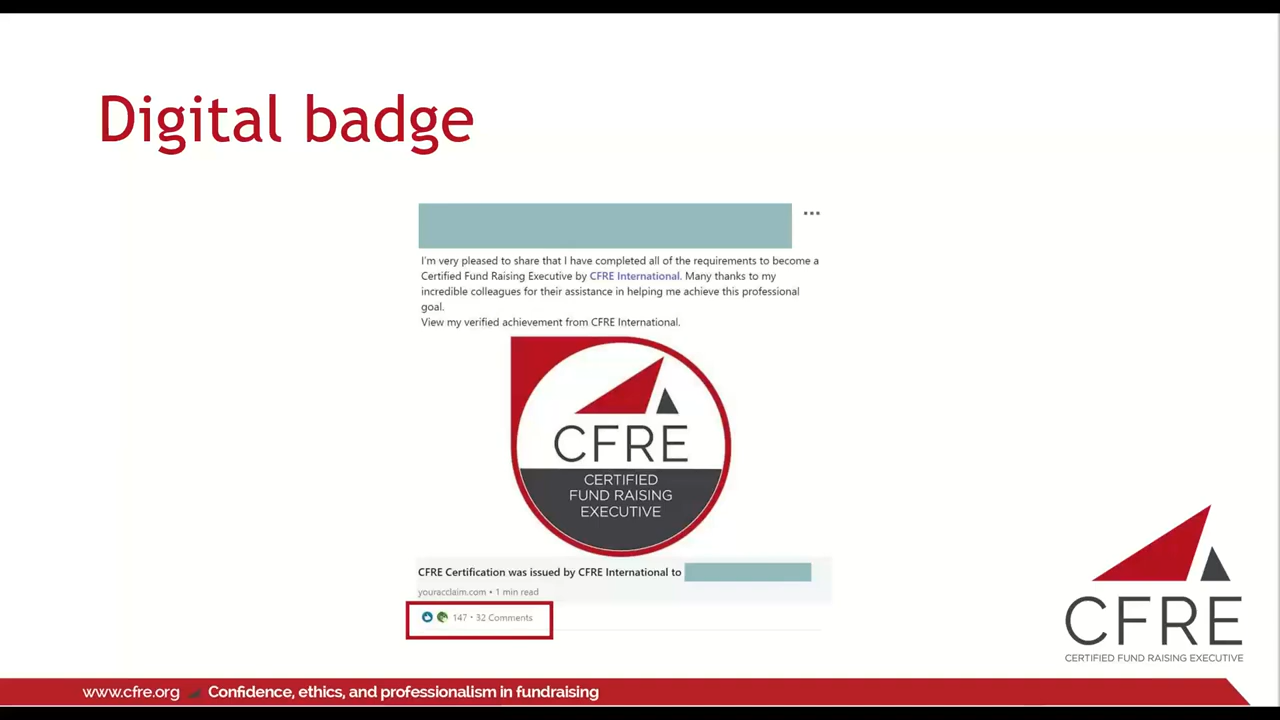 Digital badge
...
I'm very pleased to share that I have completed all of the requirements to become a
Certified Fund Raising Executive by CFRE International. Many thanks to my
incredible colleagues for their assistance in helping me achieve this professional
goal.
View my verified achievement from CFRE International.
CFRE
CERTIFIED
FUND RAISING
EXECUTIVE
CFRE Certification was issued by CFRE International to
youracclaim.com • 1 min read
147 • 32 Comments
CFRE
CERTIFIED FUND RAISING EXECUTIVE
www.cfre.org Confidence, ethics, and professionalism in fundraising